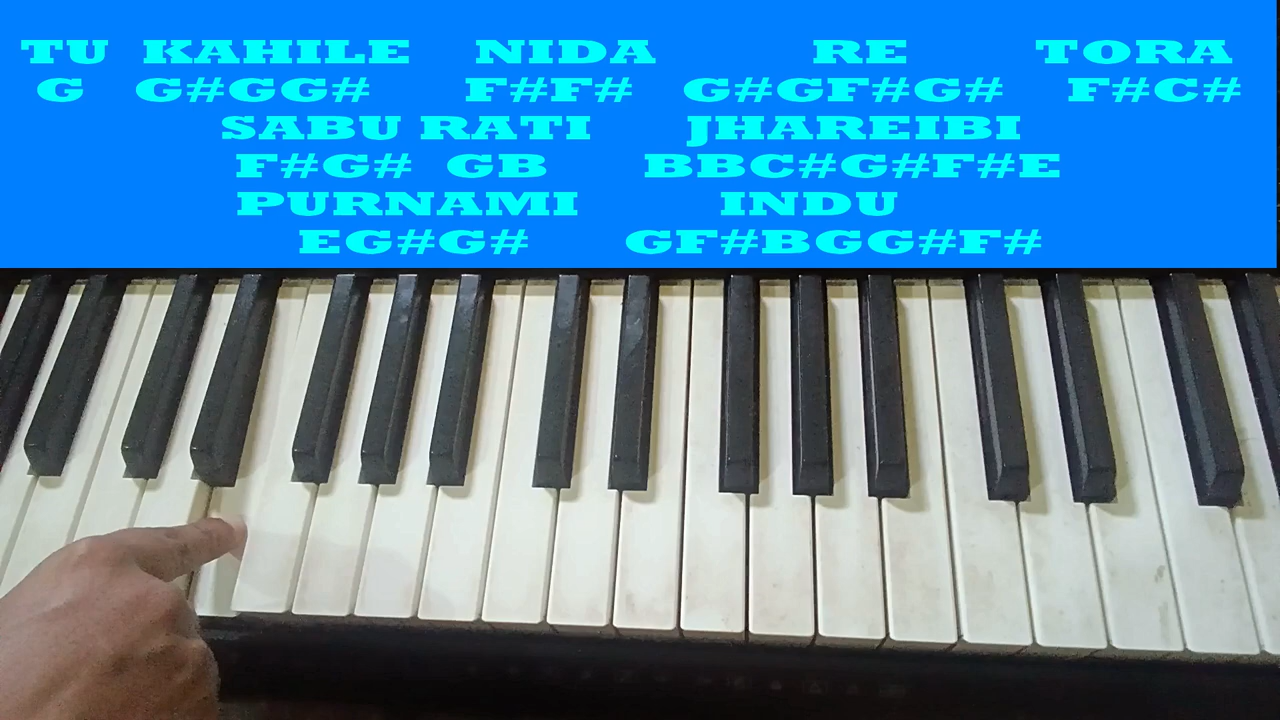 TU KAHILE NIDA RE TORA
G G#GG# F#F# G#GF#G# F#C#
SABU RATI JHAREIBI
F#G# GB BBC#G#F#E
PURNAMI INDU
EG#G# GF#BGG#F#